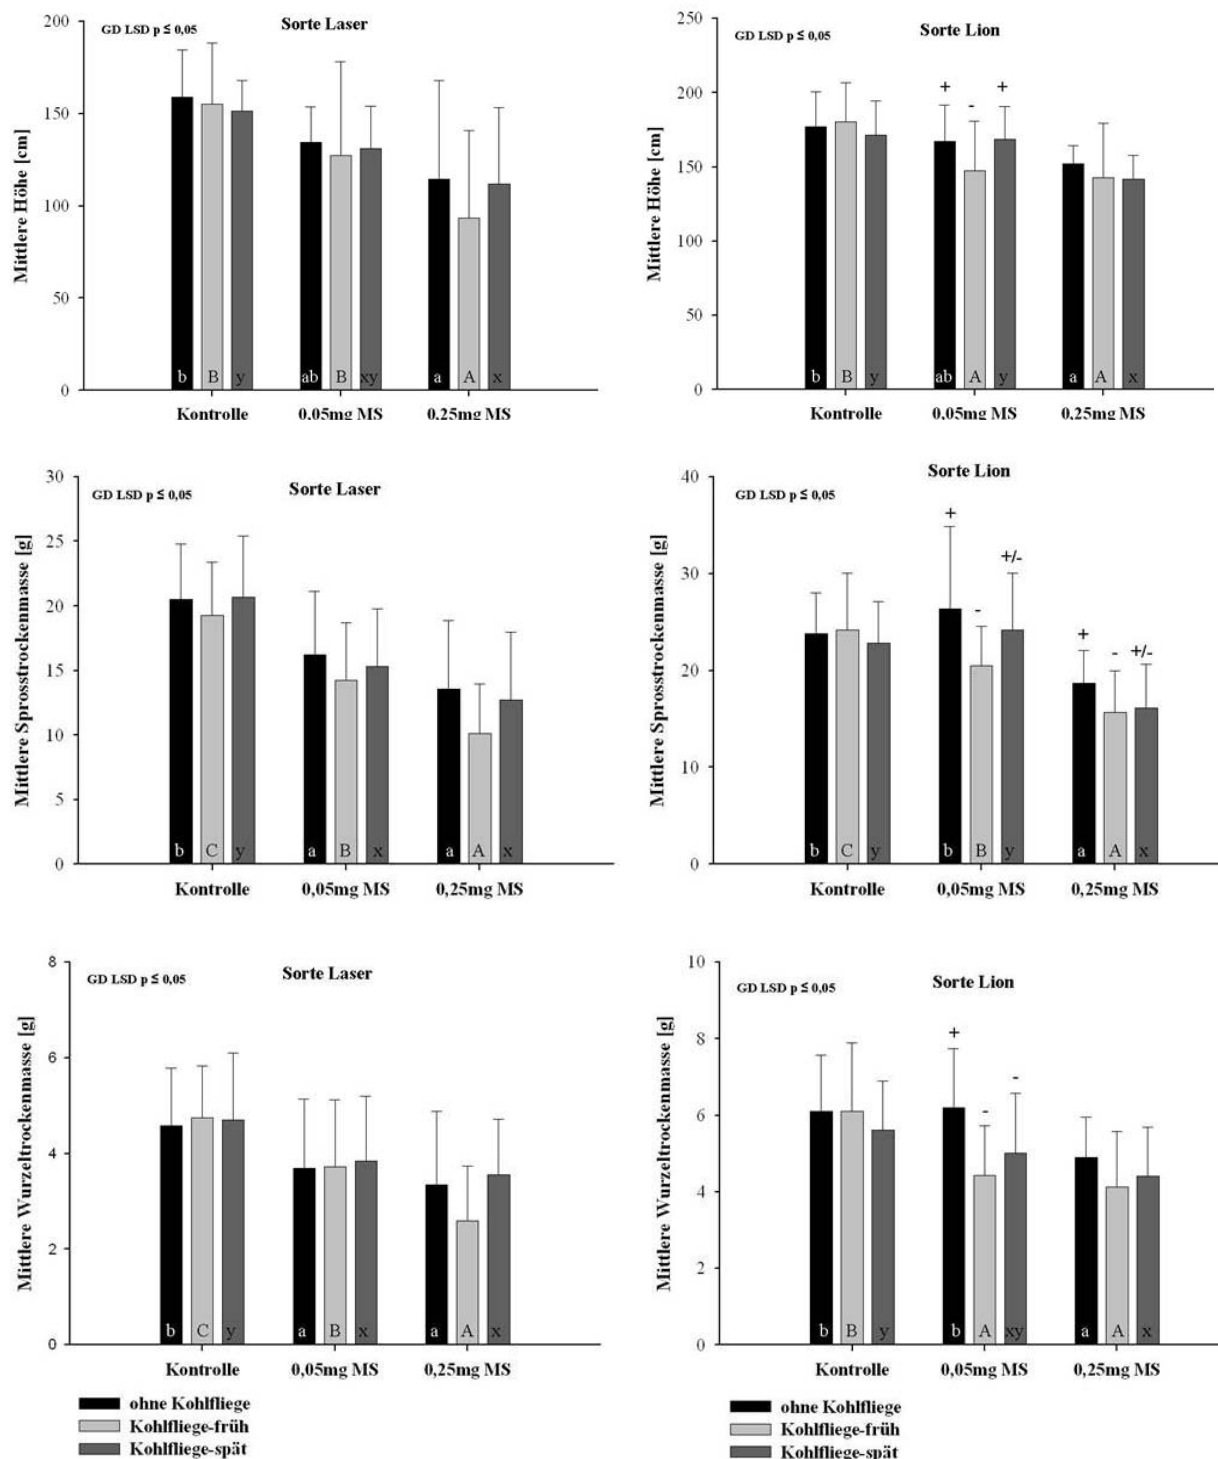 Sorte Laser
GD LSD p ≤ 0,05
Mittlere Höhe [cm]
200
150
100
50
0
b B y ab B xy a A x
Kontrolle 0,05mg MS 0,25mg MS
Sorte Lion
GD LSD p ≤ 0,05
Mittlere Höhe [cm]
250
200
150
100
50
0
+ - +
b B y ab A y a A x
Kontrolle 0,05mg MS 0,25mg MS
Sorte Laser
GD LSD p ≤ 0,05
Mittlere Sprosstrockenmasse [g]
30
25
20
15
10
5
0
b C y a B x a A x
Kontrolle 0,05mg MS 0,25mg MS
Sorte Lion
GD LSD p ≤ 0,05
Mittlere Sprosstrockenmasse [g]
40
30
20
10
0
+ - +/- + - +/-
b C y b B y a A x
Kontrolle 0,05mg MS 0,25mg MS
Sorte Laser
GD LSD p ≤ 0,05
Mittlere Wurzeltrockenmasse [g]
8
6
4
2
0
b C y a B x a A x
Kontrolle 0,05mg MS 0,25mg MS
ohne Kohlfliege
Kohlfliege-früh
Kohlfliege-spät
Sorte Lion
GD LSD p ≤ 0,05
Mittlere Wurzeltrockenmasse [g]
10
8
6
4
2
0
+ - -
b B y b A xy a A x
Kontrolle 0,05mg MS 0,25mg MS
ohne Kohlfliege
Kohlfliege-früh
Kohlfliege-spät